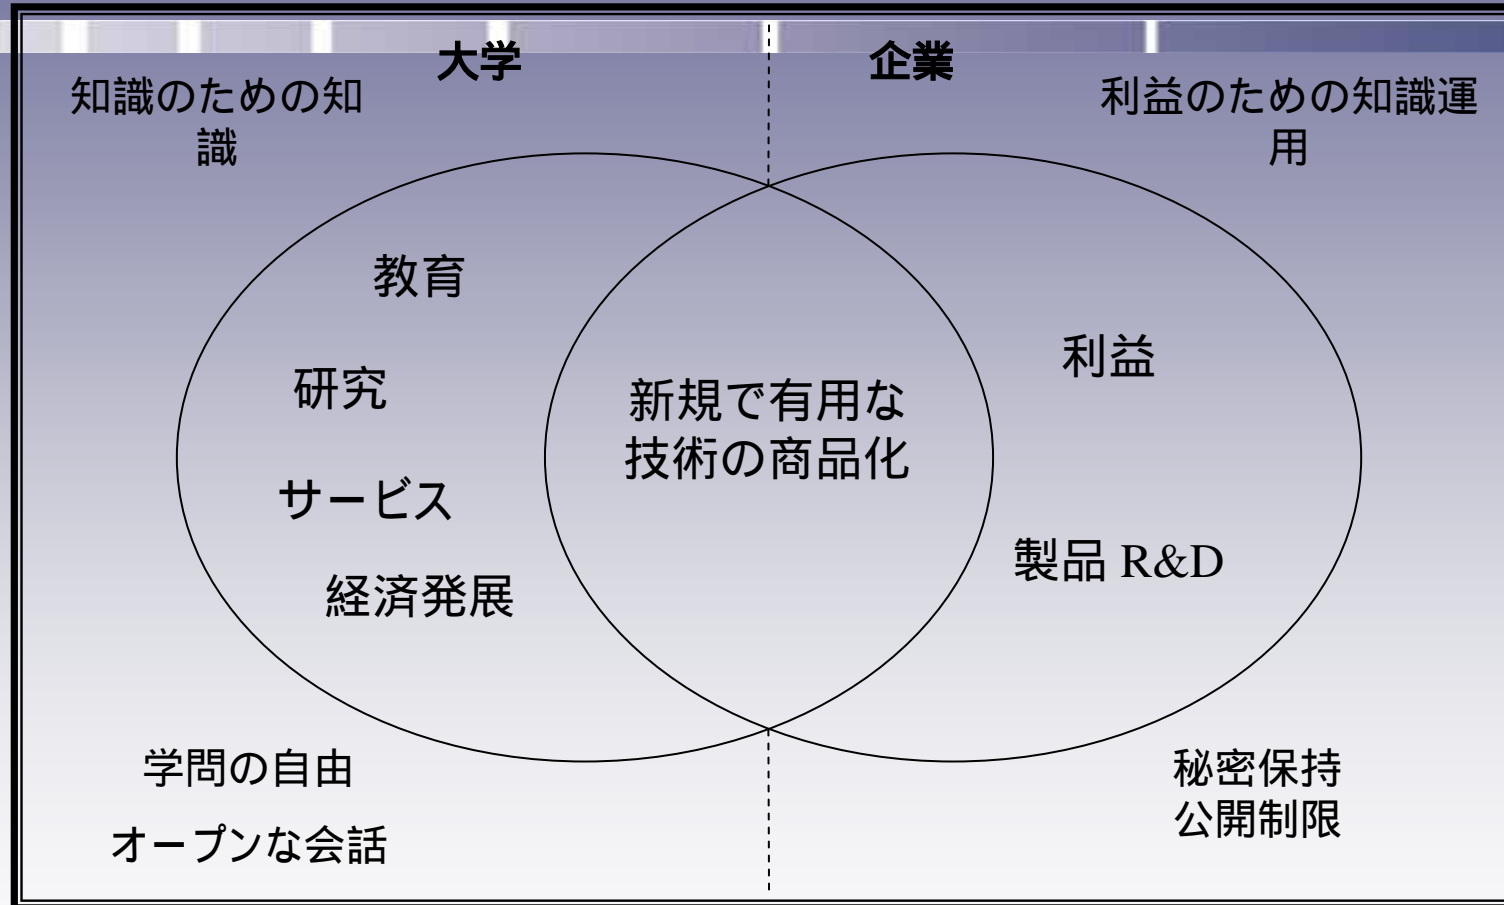 大学
企業
知識のための知
識
利益のための知識運
用
教育
研究
サービス
経済発展
新規で有用な
技術の商品化
利益
製品 R&D
学問の自由
オープンな会話
秘密保持
公開制限